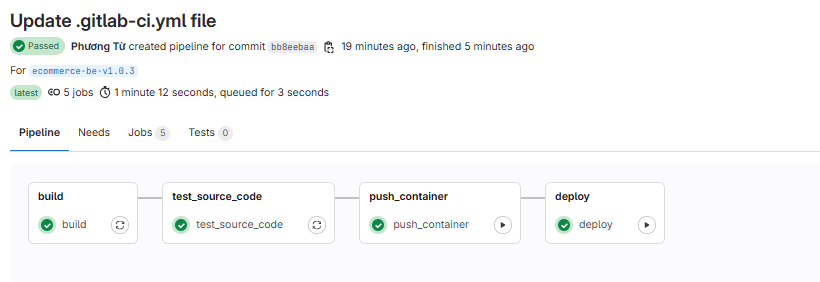 Update .gitlab-ci.yml file
Passed Phương Từ created pipeline for commit bb8eebaa 19 minutes ago, finished 5 minutes ago
For ecommerce-be-v1.0.3
latest 5 jobs 1 minute 12 seconds, queued for 3 seconds
Pipeline Needs Jobs 5 Tests 0
build test_source_code push_container deploy
build test_source_code push_container deploy